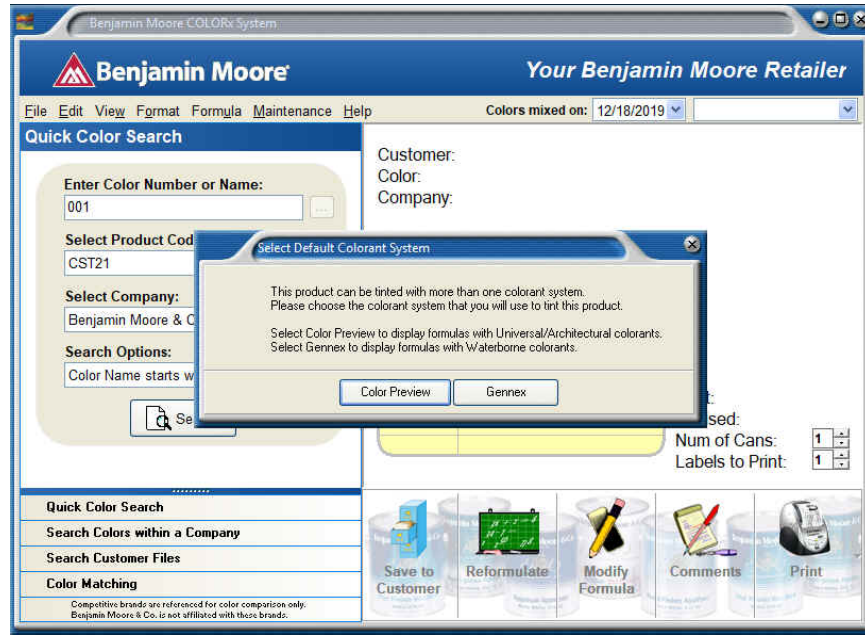 Benjamin Moore COLORx System
Benjamin Moore
Your Benjamin Moore Retailer
File Edit View Format Formula Maintenance Help
Colors mixed on: 12/18/2019
Quick Color Search
Enter Color Number or Name:
001
...
Select Product Cod
CST21
Select Company:
Benjamin Moore & C
Search Options:
Color Name starts w
Se
Customer:
Color:
Company:
Select Default Colorant System
This product can be tinted with more than one colorant system.
Please choose the colorant system that you will use to tint this product.
Select Color Preview to display formulas with Universal/Architectural colorants.
Select Gennex to display formulas with Waterborne colorants.
Color Preview
Gennex
t:
sed:
Num of Cans: 1
Labels to Print: 1
Quick Color Search
Search Colors within a Company
Search Customer Files
Color Matching
Competitive brands are referenced for color comparison only.
Benjamin Moore & Co. is not affiliated with these brands.
Save to
Customer
Reformulate
Modify
Formula
Comments
Print